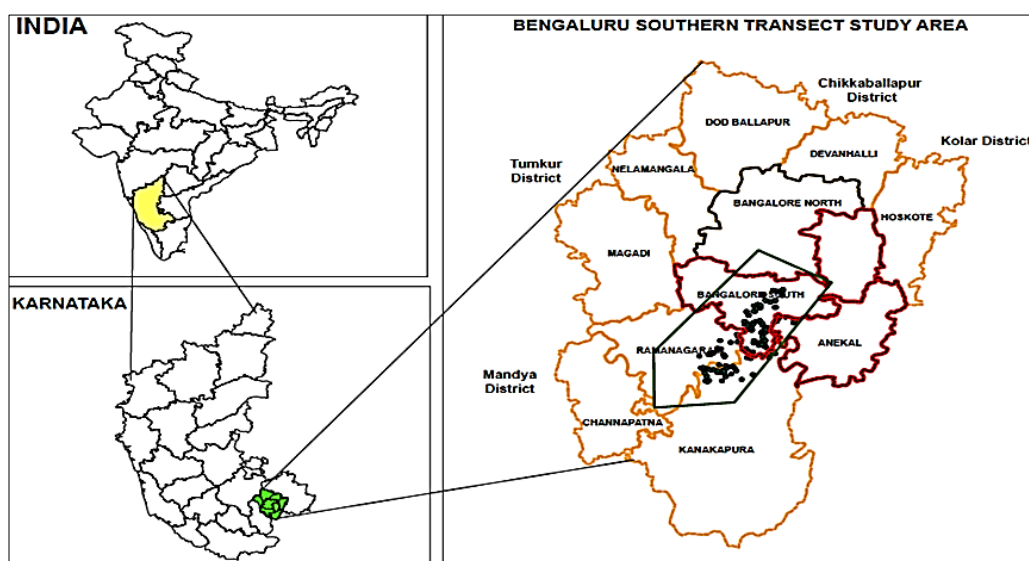 INDIA
KARNATAKA
BENGALURU SOUTHERN TRANSECT STUDY AREA
Chikkaballapur
District
DOD BALLAPUR
Kolar District
DEVANHALLI
Tumkur
District
NELAMANGALA
BANGALORE NORTH
HOSKOTE
MAGADI
BANGALORE SOUTH
ANEKAL
RAMANAGARA
Mandya
District
CHANNAPATNA
KANAKAPURA